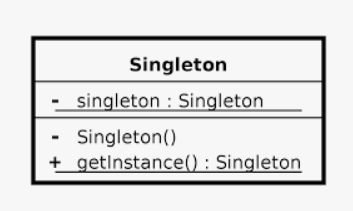 Singleton
- singleton : Singleton
- Singleton()
+ getInstance() : Singleton